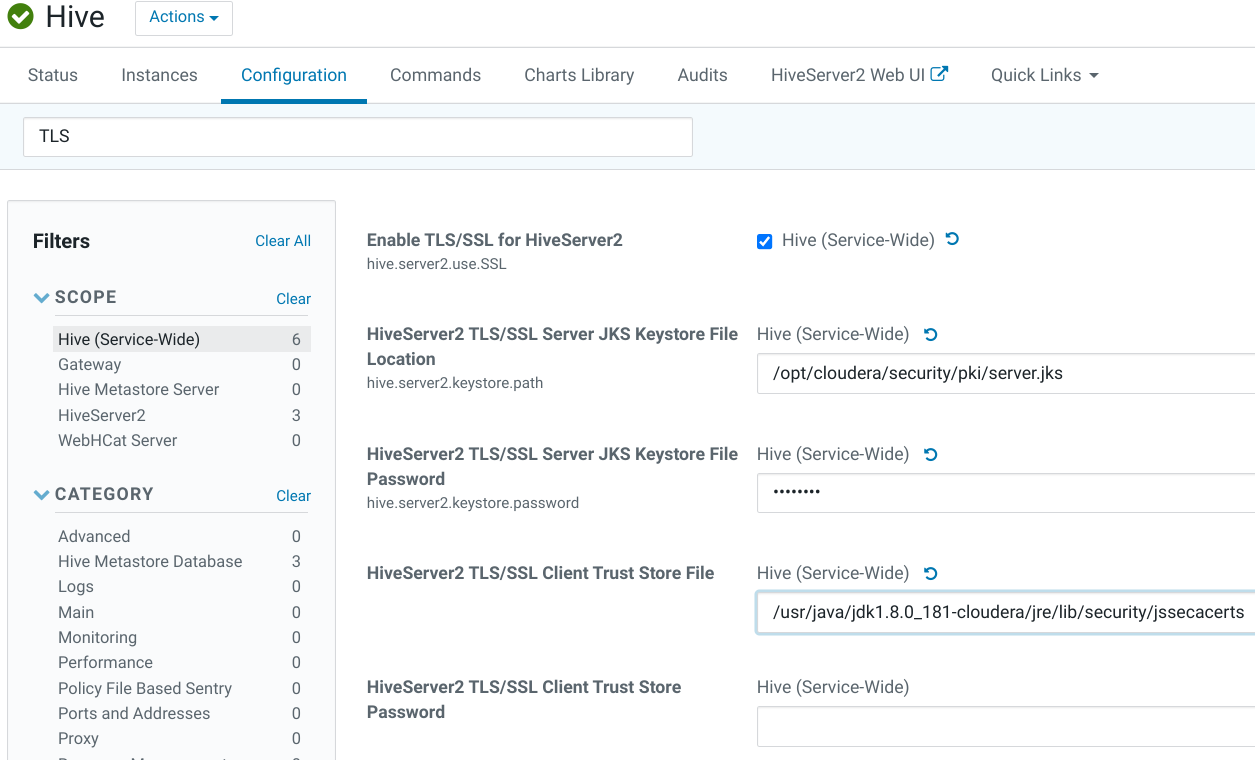 Hive
Actions
Status
Instances
Configuration
Commands
Charts Library
Audits
HiveServer2 Web UI
Quick Links
TLS
Filters
Clear All
SCOPE
Clear
Hive (Service-Wide) 6
Gateway 0
Hive Metastore Server 0
HiveServer2 3
WebHCat Server 0
CATEGORY
Clear
Advanced 0
Hive Metastore Database 3
Logs 0
Main 0
Monitoring 0
Performance 0
Policy File Based Sentry 0
Ports and Addresses 0
Proxy 0
Enable TLS/SSL for HiveServer2
hive.server2.use.SSL
Hive (Service-Wide)
HiveServer2 TLS/SSL Server JKS Keystore File
Location
hive.server2.keystore.path
Hive (Service-Wide)
/opt/cloudera/security/pki/server.jks
HiveServer2 TLS/SSL Server JKS Keystore File
Password
hive.server2.keystore.password
Hive (Service-Wide)
••••••••
HiveServer2 TLS/SSL Client Trust Store File
Hive (Service-Wide)
/usr/java/jdk1.8.0_181-cloudera/jre/lib/security/jssecacerts
HiveServer2 TLS/SSL Client Trust Store
Password
Hive (Service-Wide)